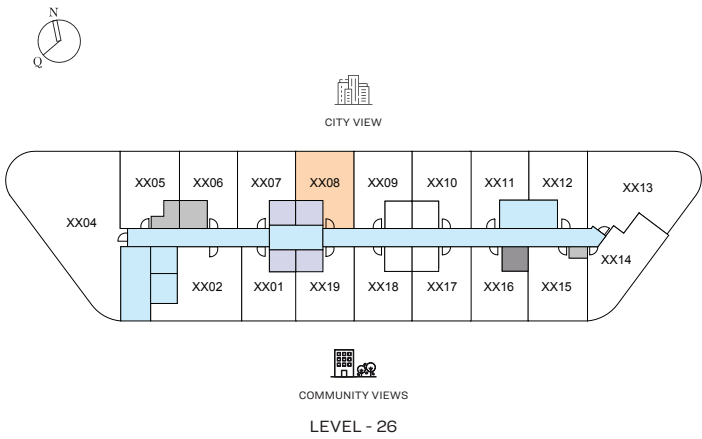 N
Q
CITY VIEW
XX05 XX06 XX07 XX08 XX09 XX10 XX11 XX12 XX13
XX04
XX14
XX02 XX01 XX19 XX18 XX17 XX16 XX15
COMMUNITY VIEWS
LEVEL - 26